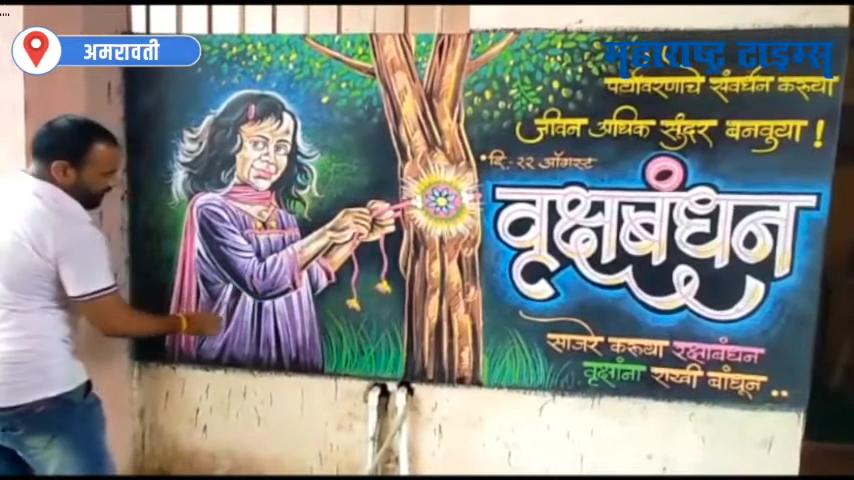 अमरावती
महाराष्ट्र टाइम्स
पर्यावरणाचे संवर्धन करूया
जीवन अधिक सुंदर बनवुया !
दि.- २२ ऑगस्ट
वृक्षबंधन
साजरे करूया रक्षाबंधन
वृक्षांना राखी बांधून ..